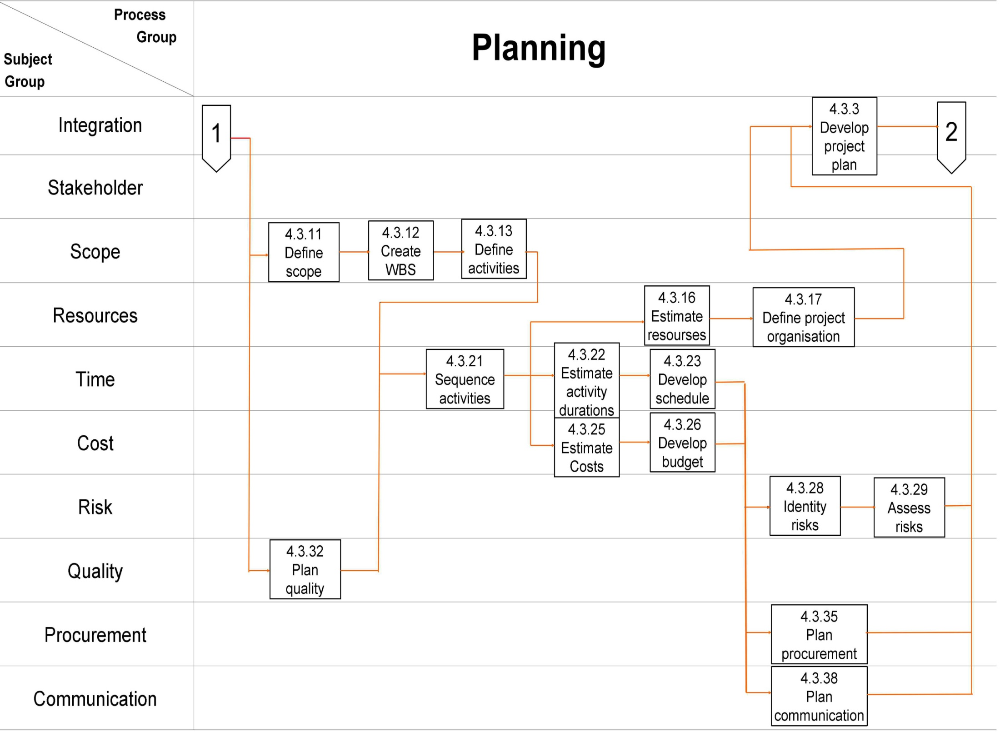 Process
Group
Subject
Group
Planning
Integration
1
4.3.3
Develop
project
plan
2
Stakeholder
Scope
4.3.11
Define
scope
4.3.12
Create
WBS
4.3.13
Define
activities
Resources
4.3.16
Estimate
resourses
4.3.17
Define project
organisation
Time
4.3.21
Sequence
activities
4.3.22
Estimate
activity
durations
4.3.23
Develop
schedule
Cost
4.3.25
Estimate
Costs
4.3.26
Develop
budget
Risk
4.3.28
Identity
risks
4.3.29
Assess
risks
Quality
4.3.32
Plan
quality
Procurement
4.3.35
Plan
procurement
Communication
4.3.38
Plan
communication